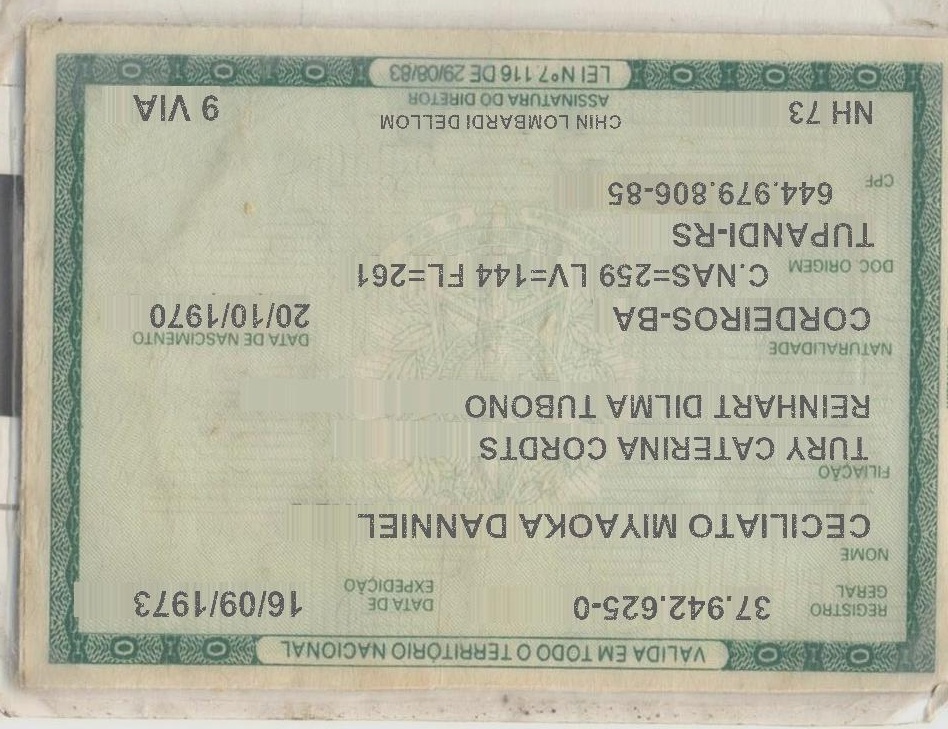 VALIDA EM TODO O TERRITÓRIO NACIONAL
REGISTRO GERAL 37.942.625-0 DATA DE EXPEDIÇÃO 16/09/1973
NOME
CECILIATO MIYAOKA DANNIEL
FILIAÇÃO
TURY CATERINA CORDTS
REINHART DILMA TUBONO
NATURALIDADE DATA DE NASCIMENTO
CORDEIROS-BA 20/10/1970
DOC. ORIGEM C.NAS=259 LV=144 FL=261
TUPANDI-RS
CPF 644.979.806-85
CHIN LOMBARDI DELLOM
NH 73 ASSINATURA DO DIRETOR 9 VIA
LEI Nº 7.116 DE 29/08/83